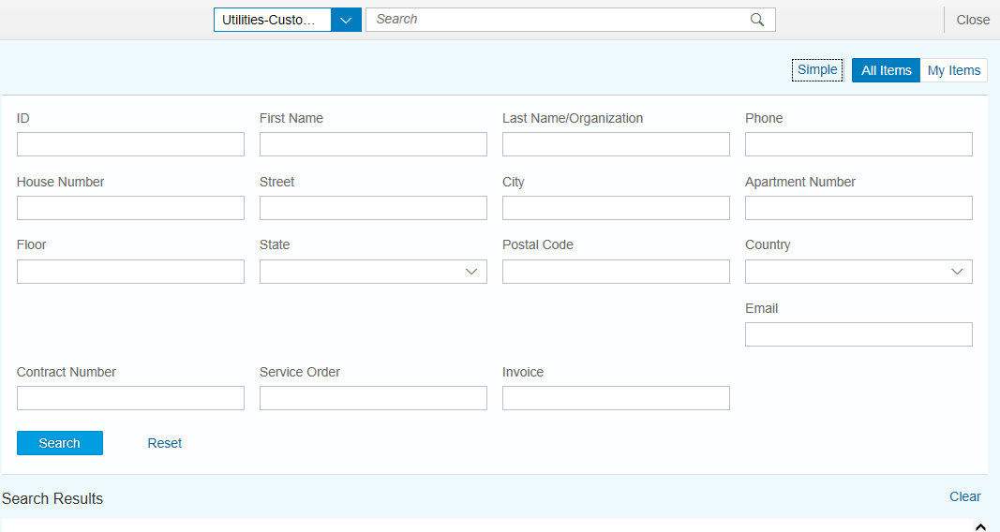 Utilities-Custo... Search Close
Simple All Items My Items
ID First Name Last Name/Organization Phone
House Number Street City Apartment Number
Floor State Postal Code Country
Email
Contract Number Service Order Invoice
Search Reset
Search Results Clear